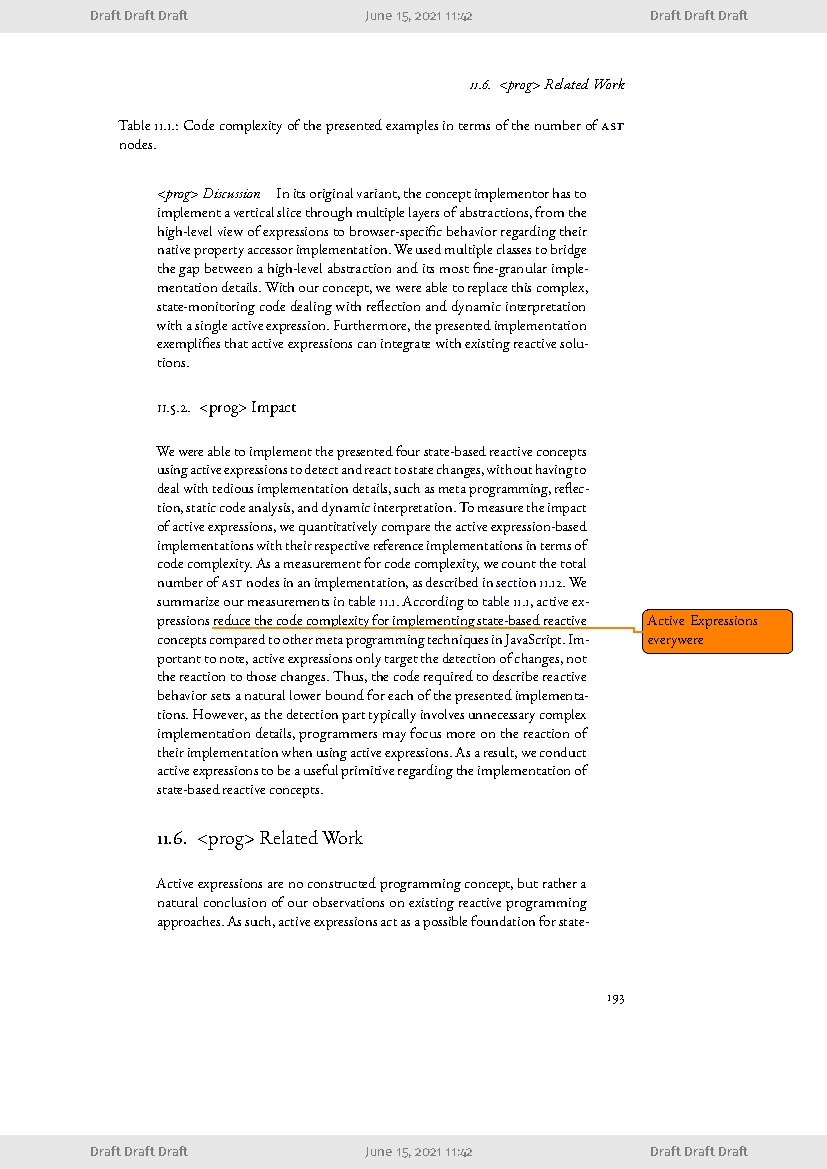 Draft Draft Draft June 15, 2021 11:42 Draft Draft Draft
11.6. <prog> Related Work
Table 11.1.: Code complexity of the presented examples in terms of the number of AST
nodes.
<prog> Discussion In its original variant, the concept implementor has to
implement a vertical slice through multiple layers of abstractions, from the
high-level view of expressions to browser-specific behavior regarding their
native property accessor implementation. We used multiple classes to bridge
the gap between a high-level abstraction and its most fine-granular imple-
mentation details. With our concept, we were able to replace this complex,
state-monitoring code dealing with reflection and dynamic interpretation
with a single active expression. Furthermore, the presented implementation
exemplifies that active expressions can integrate with existing reactive solu-
tions.
11.5.2. <prog> Impact
We were able to implement the presented four state-based reactive concepts
using active expressions to detect and react to state changes, without having to
deal with tedious implementation details, such as meta programming, reflec-
tion, static code analysis, and dynamic interpretation. To measure the impact
of active expressions, we quantitatively compare the active expression-based
implementations with their respective reference implementations in terms of
code complexity. As a measurement for code complexity, we count the total
number of AST nodes in an implementation, as described in section 11.12. We
summarize our measurements in table 11.1. According to table 11.1, active ex-
pressions reduce the code complexity for implementing state-based reactive
concepts compared to other meta programming techniques in JavaScript. Im-
portant to note, active expressions only target the detection of changes, not
the reaction to those changes. Thus, the code required to describe reactive
behavior sets a natural lower bound for each of the presented implementa-
tions. However, as the detection part typically involves unnecessary complex
implementation details, programmers may focus more on the reaction of
their implementation when using active expressions. As a result, we conduct
active expressions to be a useful primitive regarding the implementation of
state-based reactive concepts.
Active Expressions
everywere
11.6. <prog> Related Work
Active expressions are no constructed programming concept, but rather a
natural conclusion of our observations on existing reactive programming
approaches. As such, active expressions act as a possible foundation for state-
193
Draft Draft Draft June 15, 2021 11:42 Draft Draft Draft